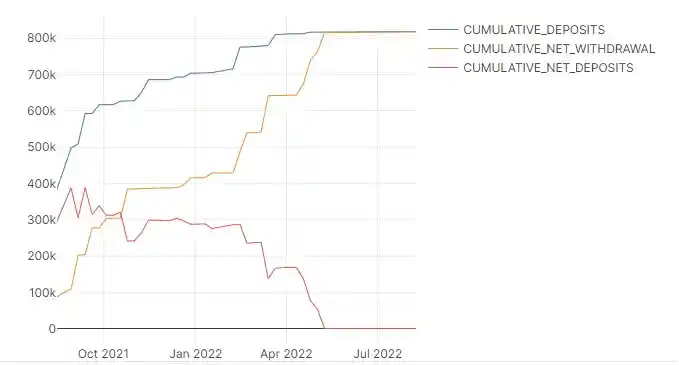 CUMULATIVE_DEPOSITS
CUMULATIVE_NET_WITHDRAWAL
CUMULATIVE_NET_DEPOSITS
800k
700k
600k
500k
400k
300k
200k
100k
0
Oct 2021 Jan 2022 Apr 2022 Jul 2022